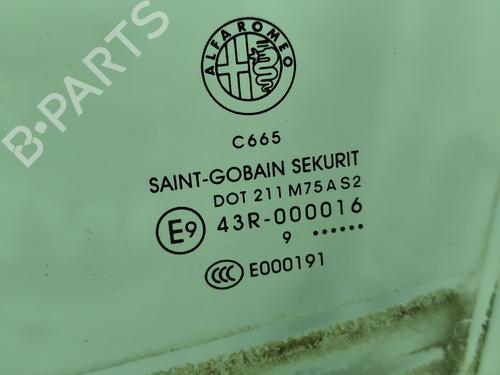 B-PARTS
ALFA ROMEO
C665
SAINT-GOBAIN SEKURIT
DOT 211 M75 A S2
E9 43R-000016
9 ......
CCC E000191